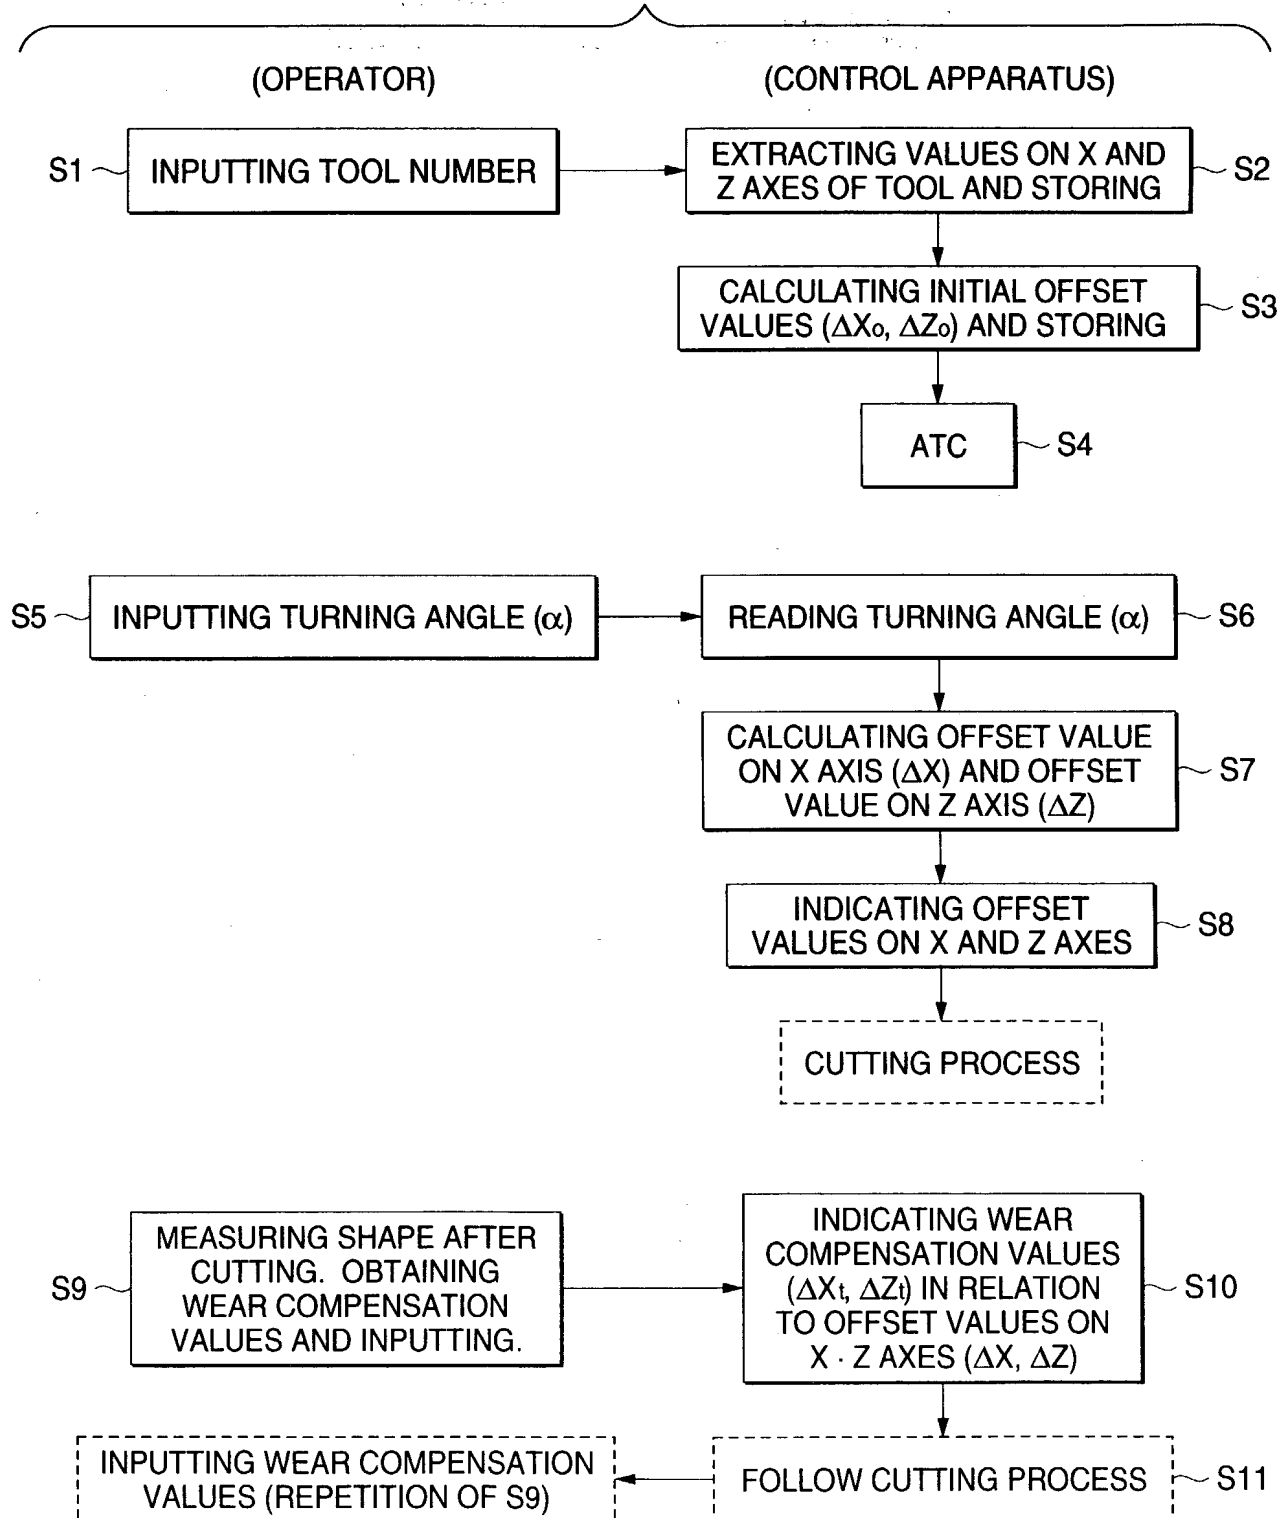 (OPERATOR)
(CONTROL APPARATUS)
S1
INPUTTING TOOL NUMBER
EXTRACTING VALUES ON X AND
Z AXES OF TOOL AND STORING
S2
CALCULATING INITIAL OFFSET
VALUES (ΔXo, ΔZo) AND STORING
S3
ATC
S4
S5
INPUTTING TURNING ANGLE (α)
READING TURNING ANGLE (α)
S6
CALCULATING OFFSET VALUE
ON X AXIS (ΔX) AND OFFSET
VALUE ON Z AXIS (ΔZ)
S7
INDICATING OFFSET
VALUES ON X AND Z AXES
S8
CUTTING PROCESS
S9
MEASURING SHAPE AFTER
CUTTING. OBTAINING
WEAR COMPENSATION
VALUES AND INPUTTING.
INDICATING WEAR
COMPENSATION VALUES
(ΔXt, ΔZt) IN RELATION
TO OFFSET VALUES ON
X · Z AXES (ΔX, ΔZ)
S10
INPUTTING WEAR COMPENSATION
VALUES (REPETITION OF S9)
FOLLOW CUTTING PROCESS
S11